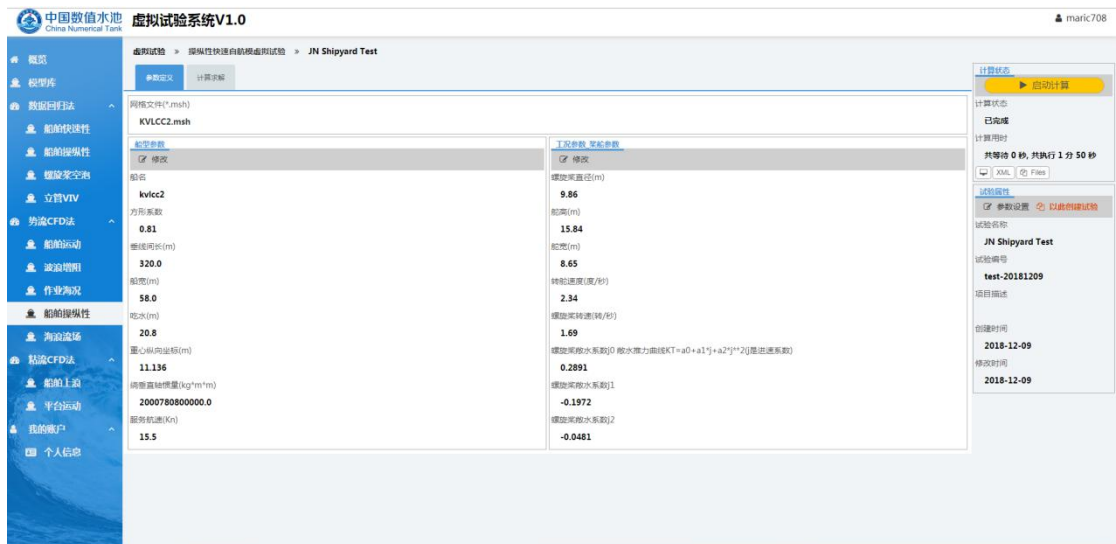 中国数值水池
China Numerical Tank
虚拟试验系统V1.0
maric708
概览
模型库
数据回归法
船舶快速性
船舶操纵性
螺旋桨空泡
立管VIV
势流CFD法
船舶运动
波浪增阻
作业海况
船舶操纵性
海浪流场
粘流CFD法
船舶上浪
平台运动
我的账户
个人信息
虚拟试验 » 操纵性快速自航模虚拟试验 » JN Shipyard Test
参数定义 计算求解
网格文件(*.msh)
KVLCC2.msh
船型参数
修改
船名
kvlcc2
方形系数
0.81
垂线间长(m)
320.0
船宽(m)
58.0
吃水(m)
20.8
重心纵向坐标(m)
11.136
绕垂直轴惯量(kg*m*m)
2000780800000.0
服务航速(Kn)
15.5
工况参数_桨船参数
修改
螺旋桨直径(m)
9.86
舵高(m)
15.84
舵宽(m)
8.65
转舵速度(度/秒)
2.34
螺旋桨转速(转/秒)
1.69
螺旋桨敞水系数j0 敞水推力曲线KT=a0+a1*j+a2*j**2(j是进速系数)
0.2891
螺旋桨敞水系数j1
-0.1972
螺旋桨敞水系数j2
-0.0481
计算状态
启动计算
计算状态
已完成
计算用时
共等待 0 秒, 共执行 1 分 50 秒
XML Files
试验属性
参数设置 以此创建试验
试验名称
JN Shipyard Test
试验编号
test-20181209
项目描述
创建时间
2018-12-09
修改时间
2018-12-09